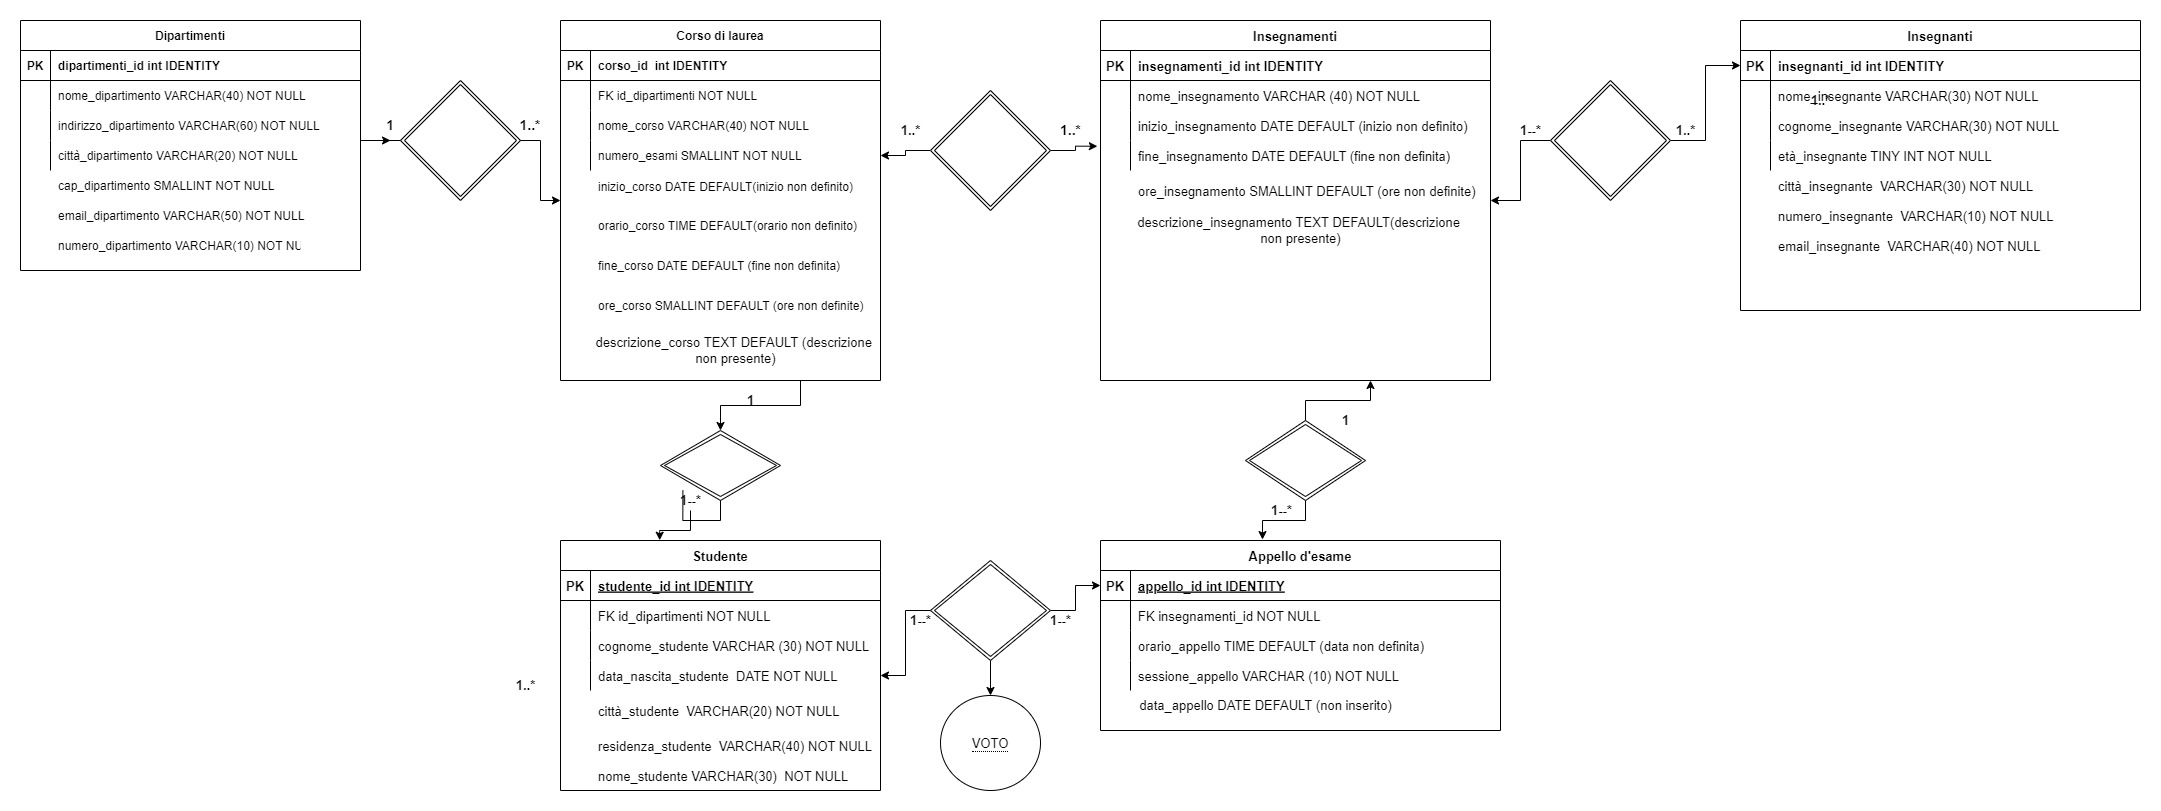 Dipartimenti
PK dipartimenti_id int IDENTITY
nome_dipartimento VARCHAR(40) NOT NULL
indirizzo_dipartimento VARCHAR(60) NOT NULL
città_dipartimento VARCHAR(20) NOT NULL
cap_dipartimento SMALLINT NOT NULL
email_dipartimento VARCHAR(50) NOT NULL
numero_dipartimento VARCHAR(10) NOT NU
1
1..*
Corso di laurea
PK corso_id int IDENTITY
FK id_dipartimenti NOT NULL
nome_corso VARCHAR(40) NOT NULL
numero_esami SMALLINT NOT NULL
inizio_corso DATE DEFAULT(inizio non definito)
orario_corso TIME DEFAULT(orario non definito)
fine_corso DATE DEFAULT (fine non definita)
ore_corso SMALLINT DEFAULT (ore non definite)
descrizione_corso TEXT DEFAULT (descrizione
non presente)
1..*
1..*
Insegnamenti
PK insegnamenti_id int IDENTITY
nome_insegnamento VARCHAR (40) NOT NULL
inizio_insegnamento DATE DEFAULT (inizio non definito)
fine_insegnamento DATE DEFAULT (fine non definita)
ore_insegnamento SMALLINT DEFAULT (ore non definite)
descrizione_insegnamento TEXT DEFAULT(descrizione
non presente)
1--*
1..*
Insegnanti
PK insegnanti_id int IDENTITY
nome_insegnante VARCHAR(30) NOT NULL
1..*
cognome_insegnante VARCHAR(30) NOT NULL
età_insegnante TINY INT NOT NULL
città_insegnante VARCHAR(30) NOT NULL
numero_insegnante VARCHAR(10) NOT NULL
email_insegnante VARCHAR(40) NOT NULL
1
1--*
1
1--*
1..*
Studente
PK studente_id int IDENTITY
FK id_dipartimenti NOT NULL
cognome_studente VARCHAR (30) NOT NULL
data_nascita_studente DATE NOT NULL
città_studente VARCHAR(20) NOT NULL
residenza_studente VARCHAR(40) NOT NULL
nome_studente VARCHAR(30) NOT NULL
1--*
1--*
VOTO
Appello d'esame
PK appello_id int IDENTITY
FK insegnamenti_id NOT NULL
orario_appello TIME DEFAULT (data non definita)
sessione_appello VARCHAR (10) NOT NULL
data_appello DATE DEFAULT (non inserito)